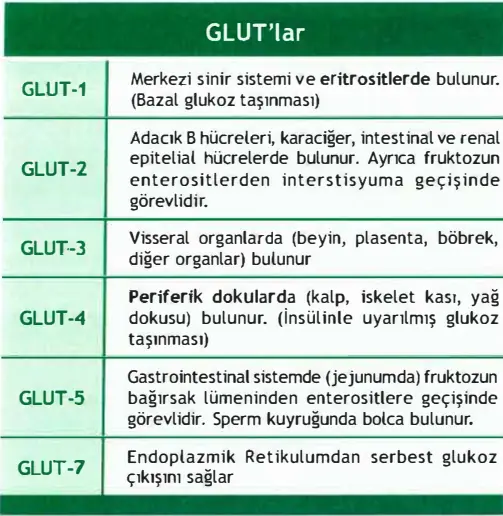 GLUT'lar
GLUT-1
Merkezi sinir sistemi ve eritrositlerde bulunur.
(Bazal glukoz taşınması)
GLUT-2
Adacık B hücreleri, karaciğer, intestinal ve renal
epitelial hücrelerde bulunur. Ayrıca fruktozun
enterositlerden interstisyuma geçişinde
görevlidir.
GLUT-3
Visseral organlarda (beyin, plasenta, böbrek,
diğer organlar) bulunur
GLUT-4
Periferik dokularda (kalp, iskelet kası, yağ
dokusu) bulunur. (İnsülinle uyarılmış glukoz
taşınması)
GLUT-5
Gastrointestinal sistemde (jejunumda) fruktozun
bağırsak lümeninden enterositlere geçişinde
görevlidir. Sperm kuyruğunda bolca bulunur.
GLUT-7
Endoplazmik Retikulumdan serbest glukoz
çıkışını sağlar